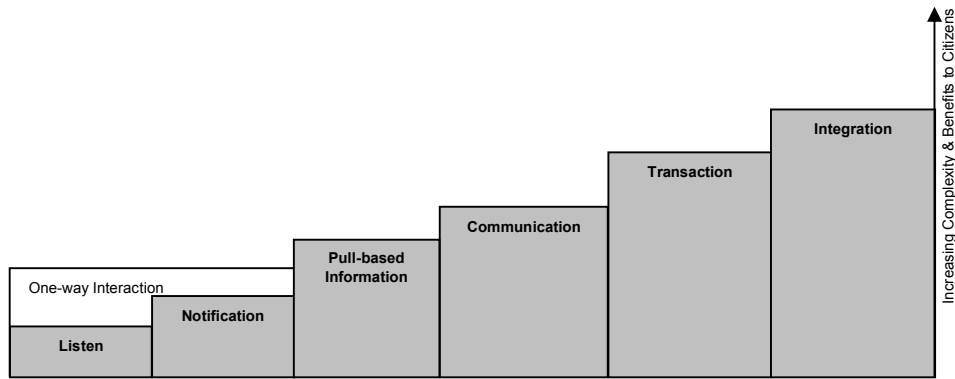 Increasing Complexity & Benefits to Citizens
Integration
Transaction
Communication
Pull-based
Information
One-way Interaction
Notification
Listen